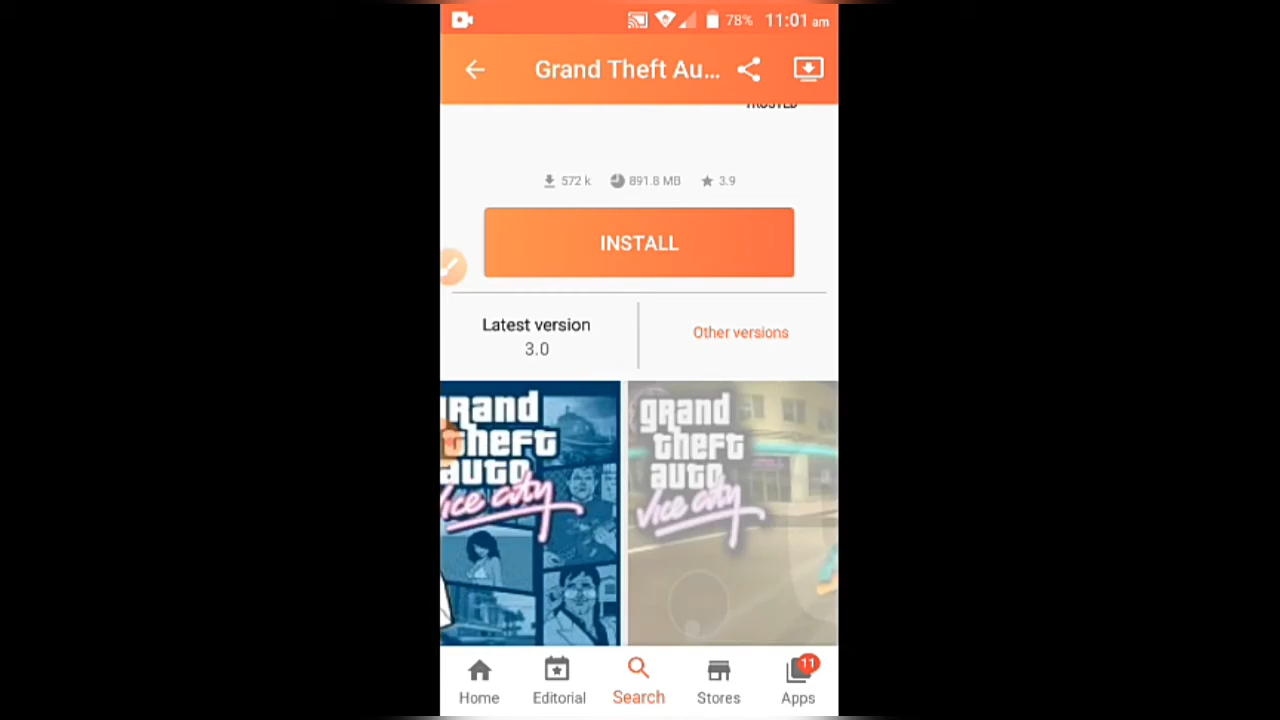 78% 11:01 am
Grand Theft Au...
TRUSTED
572 k 891.8 MB 3.9
INSTALL
Latest version
3.0
Other versions
grand
theft
auto
vice city
grand
theft
auto
vice city
11
Home Editorial Search Stores Apps